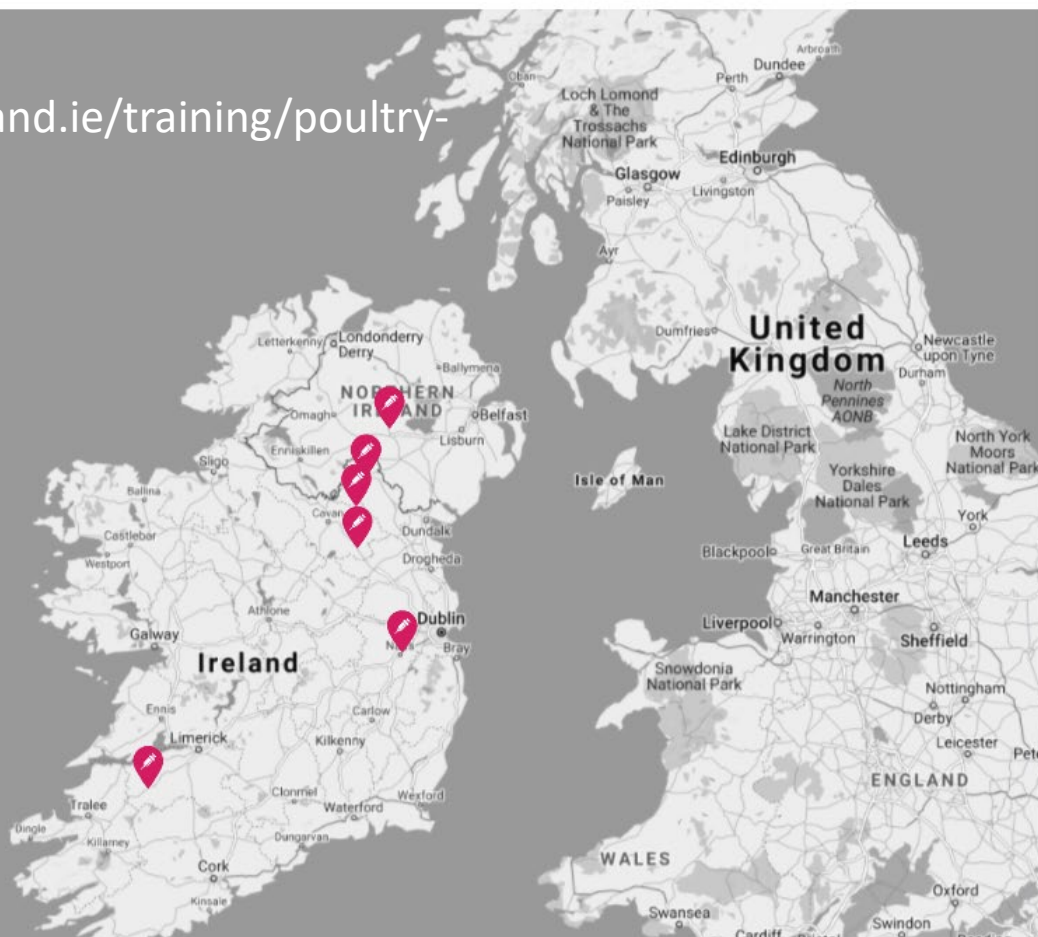 and.ie/training/poultry-
Arbroath
Dundee
Perth
Oban
Loch Lomond
& The
Trossachs
National Park
Edinburgh
Glasgow
Livingston
Paisley
Ayr
Dumfries
United
Kingdom
Newcastle
upon Tyne
Durham
North
Pennines
AONB
Letterkenny
Londonderry
Derry
Ballymena
NORTHERN
IRELAND
Omagh
Belfast
Lisburn
Enniskillen
Sligo
Lake District
National Park
North York
Moors
National Park
Isle of Man
Yorkshire
Dales
National Park
Ballina
Cavan
Dundalk
Castlebar
Westport
Drogheda
York
Leeds
Blackpool
Great Britain
Manchester
Athlone
Dublin
Liverpool
Warrington
Sheffield
Galway
Bray
Ireland
Snowdonia
National Park
Nottingham
Derby
Ennis
Carlow
Limerick
Kilkenny
Leicester
Pet
ENGLAND
Tralee
Clonmel
Wexford
Waterford
Dingle
Killarney
Dungarvan
Cork
Kinsale
WALES
Oxford
Swansea
Swindon
Cardiff